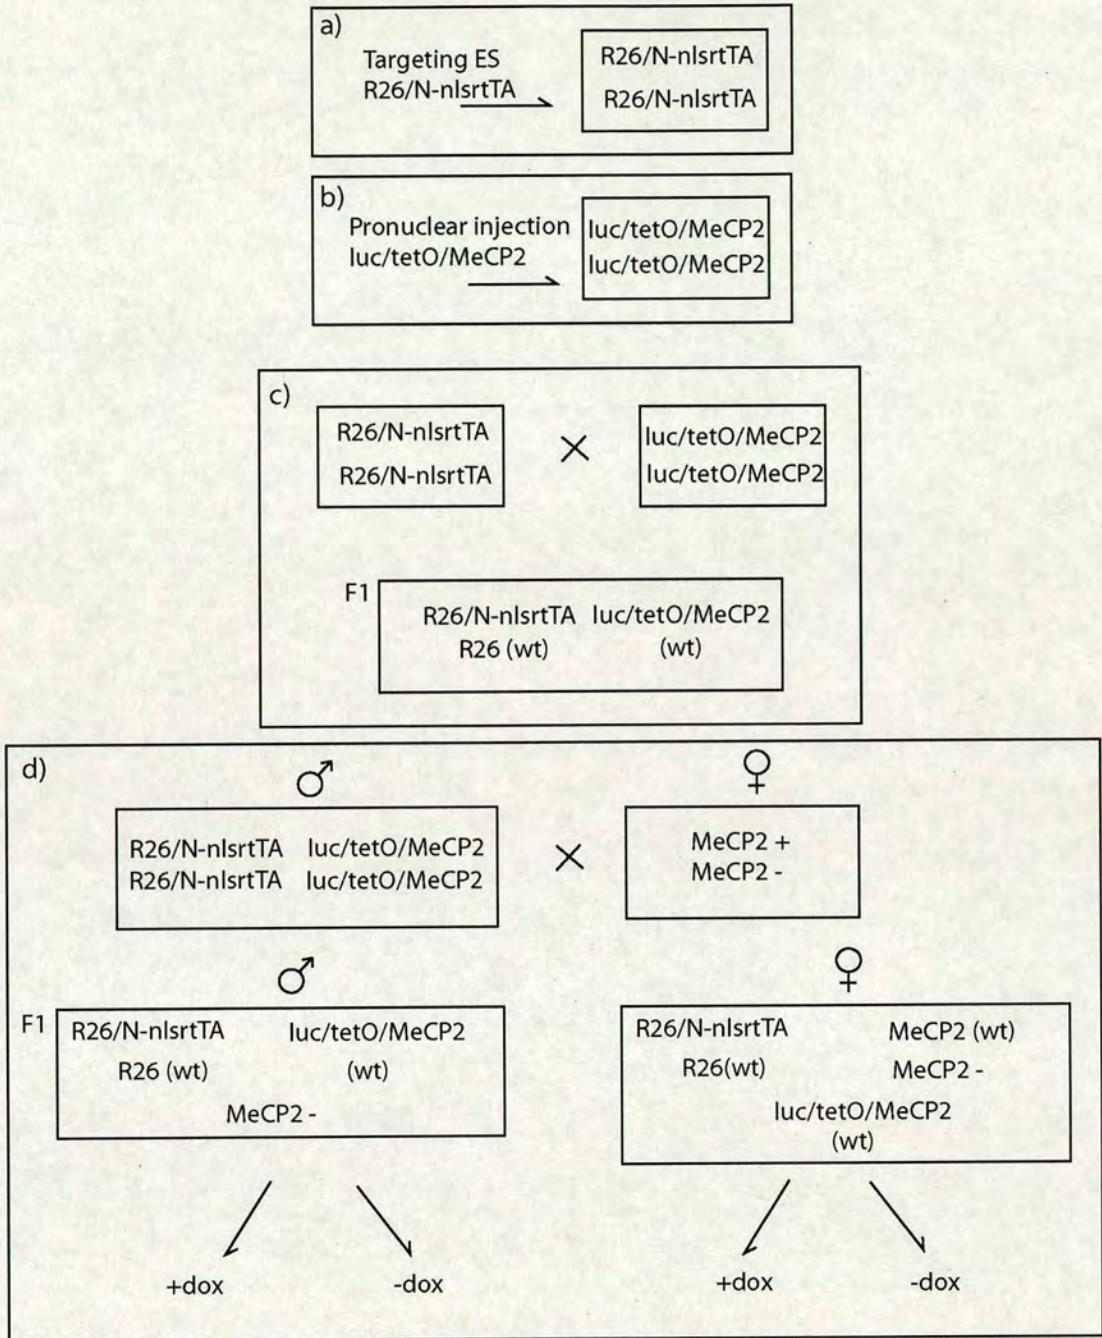 a)
Targeting ES
R26/N-nlsrtTA
R26/N-nlsrtTA
R26/N-nlsrtTA
b)
Pronuclear injection
luc/tetO/MeCP2
luc/tetO/MeCP2
luc/tetO/MeCP2
c)
R26/N-nlsrtTA
R26/N-nlsrtTA
luc/tetO/MeCP2
luc/tetO/MeCP2
F1
R26/N-nlsrtTA luc/tetO/MeCP2
R26 (wt) (wt)
d)
R26/N-nlsrtTA luc/tetO/MeCP2
R26/N-nlsrtTA luc/tetO/MeCP2
MeCP2 +
MeCP2 -
F1
R26/N-nlsrtTA luc/tetO/MeCP2
R26 (wt) (wt)
MeCP2 -
R26/N-nlsrtTA MeCP2 (wt)
R26(wt) MeCP2 -
luc/tetO/MeCP2
(wt)
+dox -dox
+dox -dox